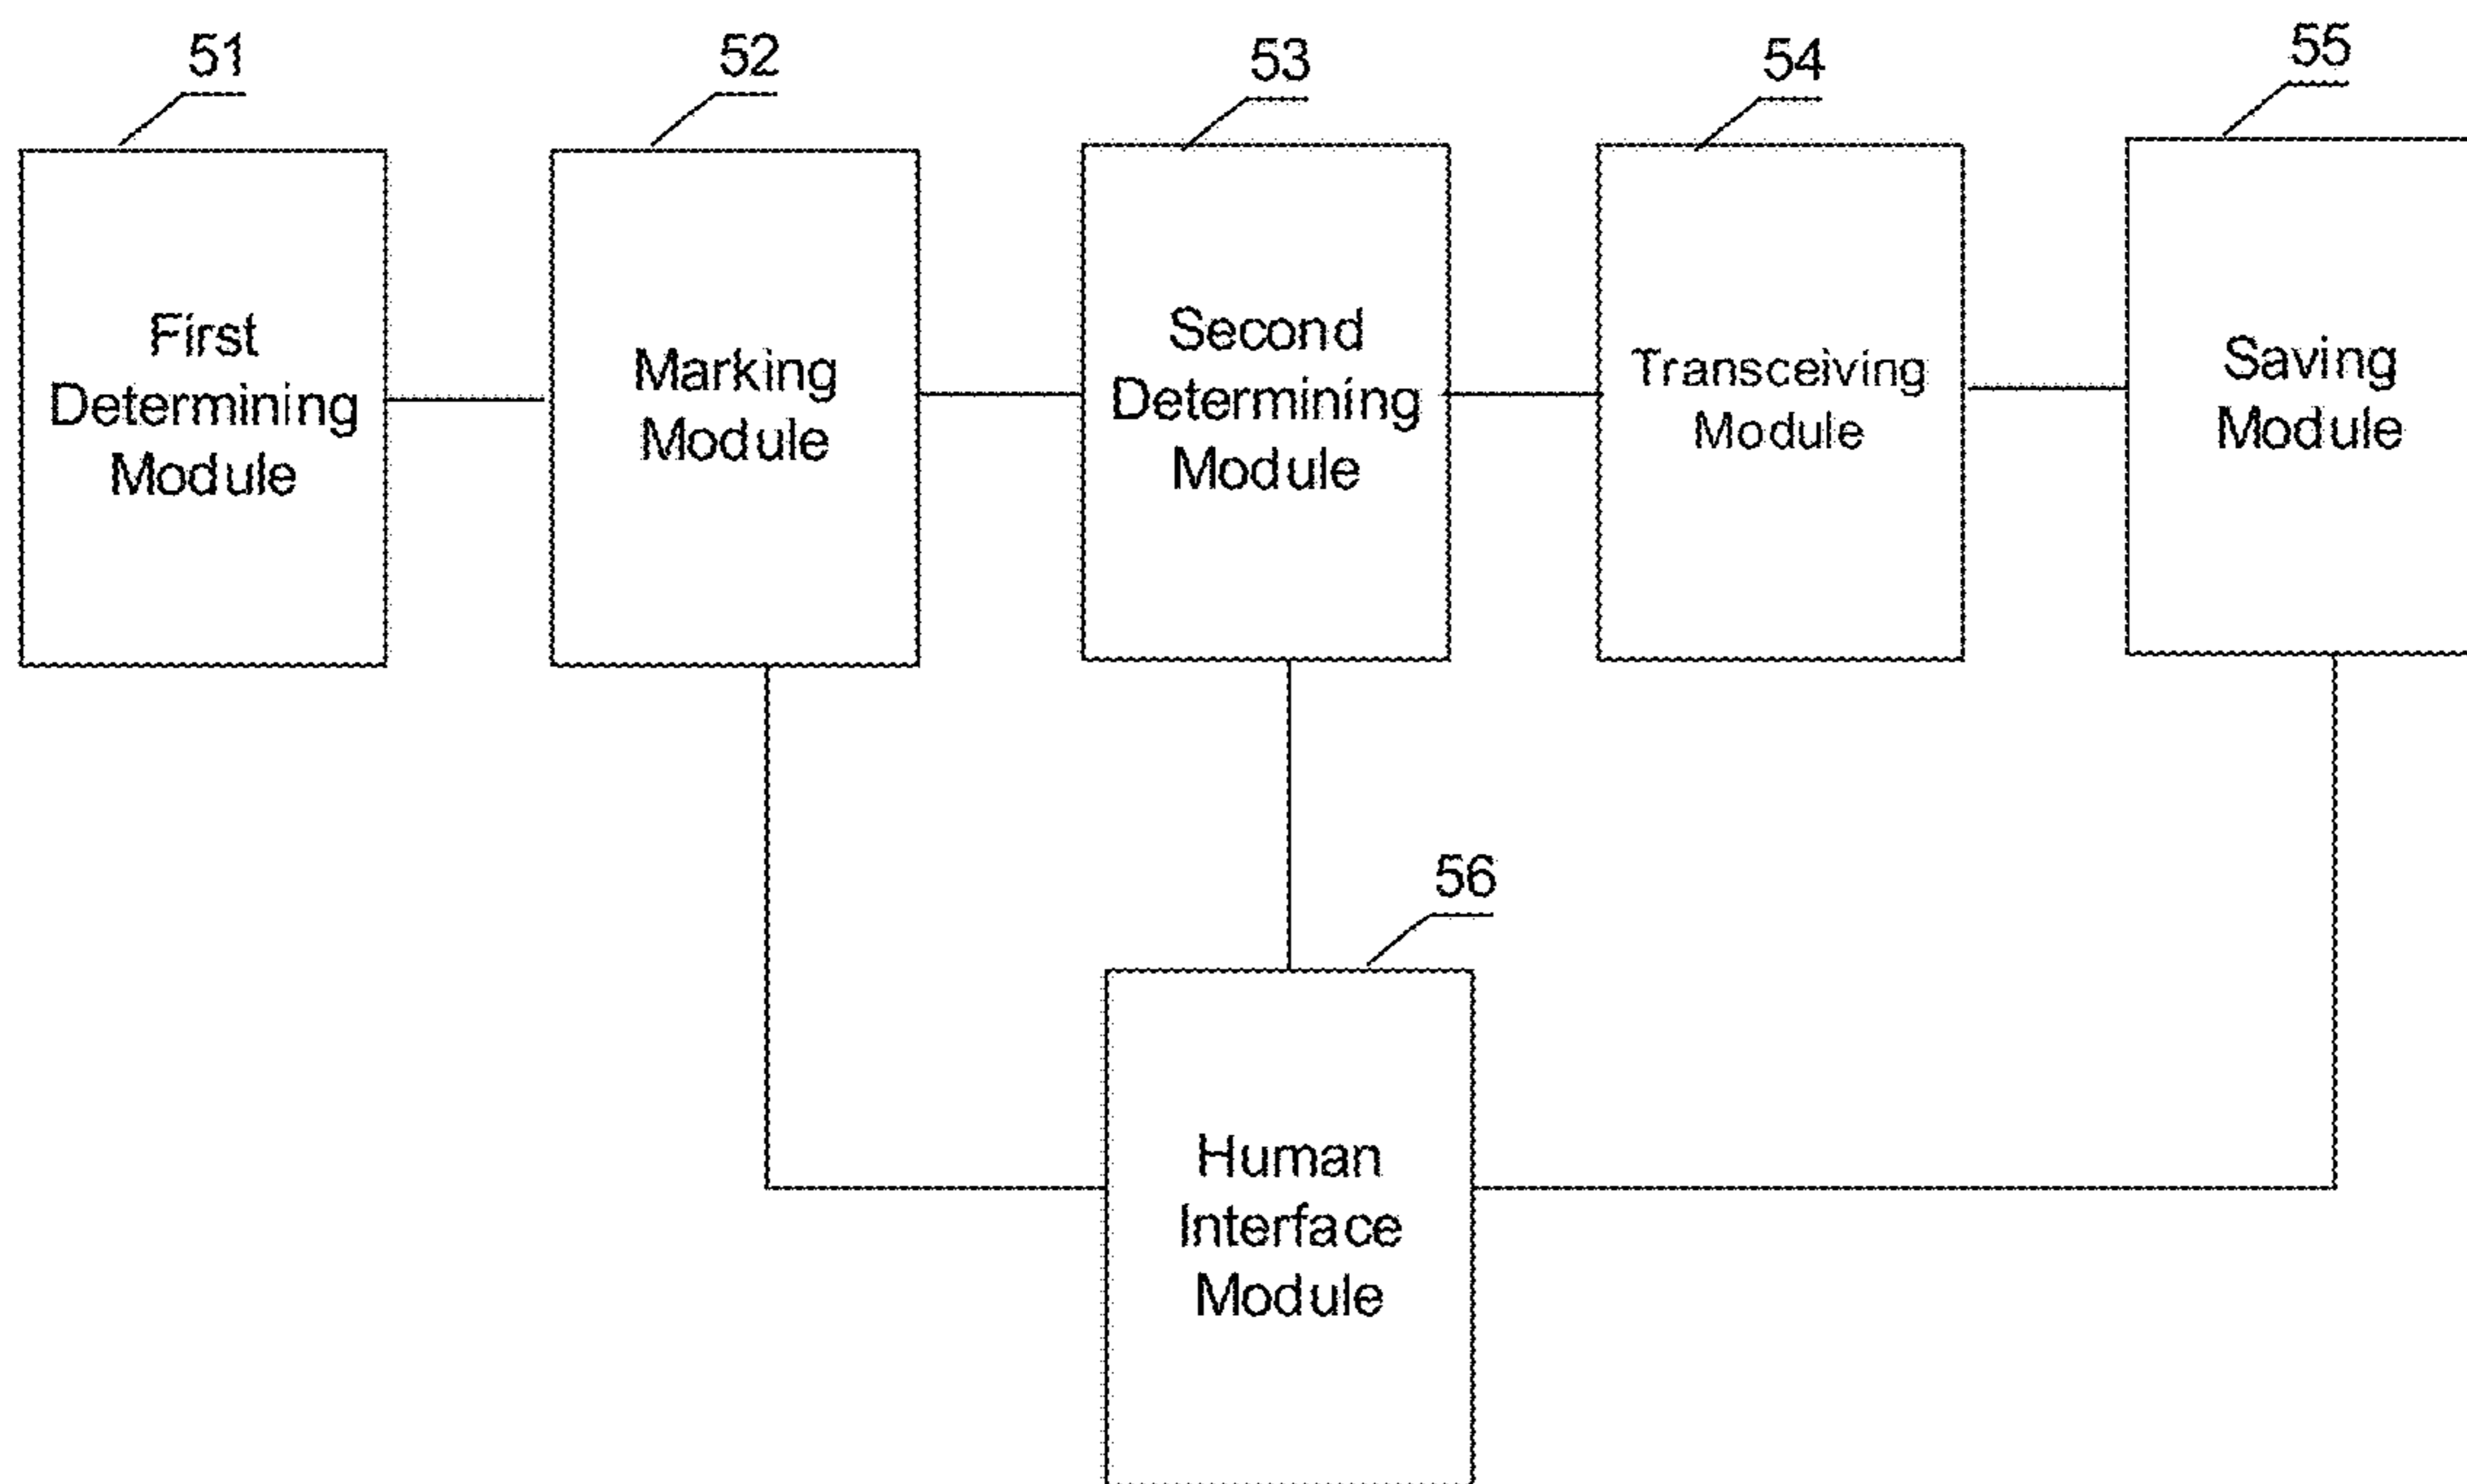 51
52
53
54
55
First
Determining
Module
Marking
Module
Second
Determining
Module
Transceiving
Module
Saving
Module
56
Human
Interface
Module